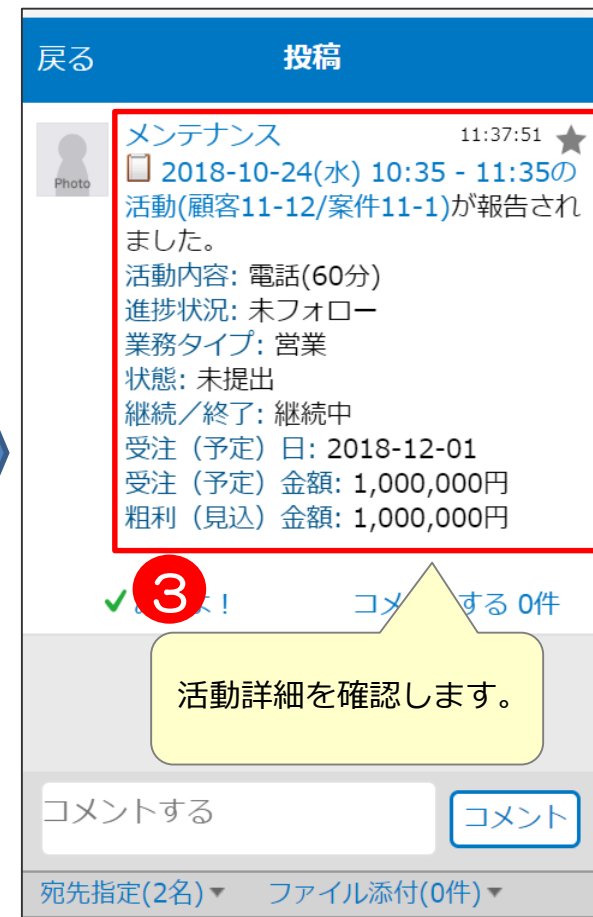 戻る 投稿
Photo
メンテナンス 11:37:51
2018-10-24(水) 10:35 - 11:35の
活動(顧客11-12/案件11-1)が報告され
ました。
活動内容: 電話(60分)
進捗状況: 未フォロー
業務タイプ: 営業
状態: 未提出
継続／終了: 継続中
受注（予定）日: 2018-12-01
受注（予定）金額: 1,000,000円
粗利（見込）金額: 1,000,000円
3
よ！ コメ する 0件
活動詳細を確認します。
コメントする コメント
宛先指定(2名) ファイル添付(0件)